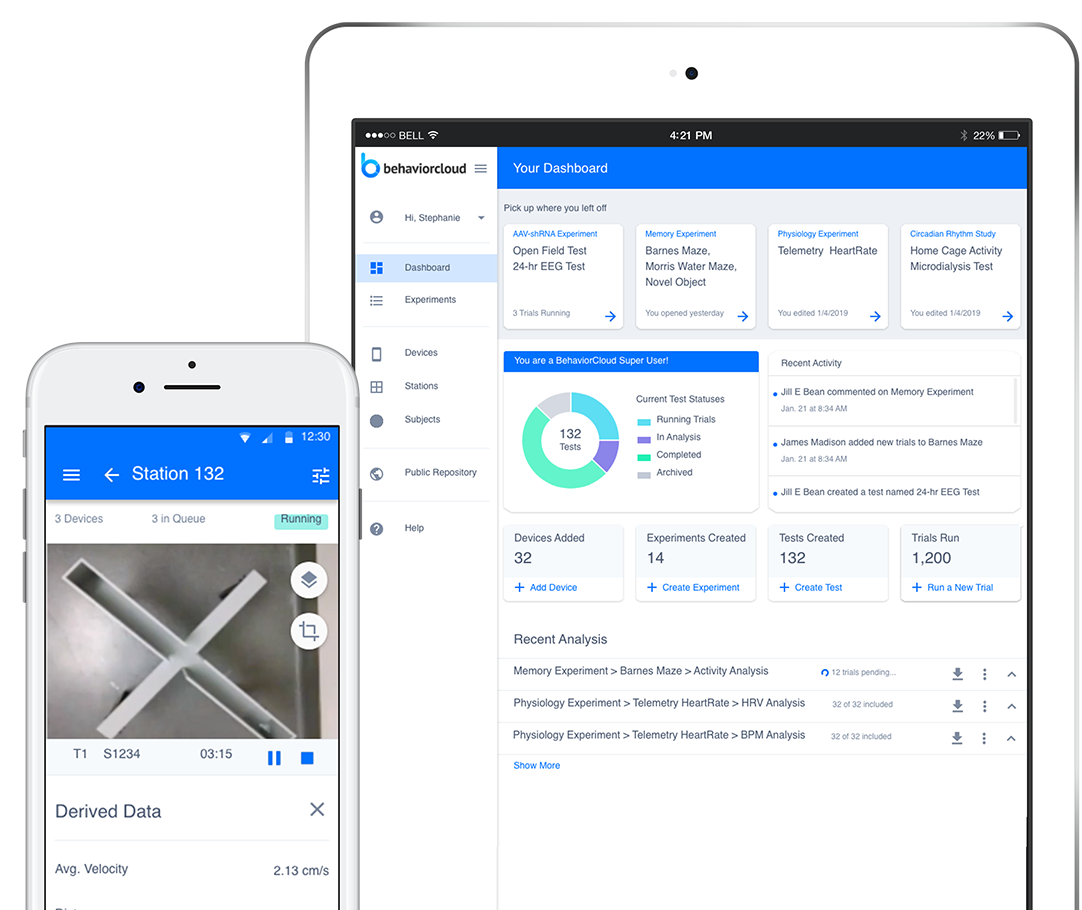 ●●●○○ BELL
4:21 PM
22%
behaviorcloud
Hi, Stephanie
Dashboard
Experiments
Devices
Stations
Subjects
Public Repository
Help
Your Dashboard
Pick up where you left off
AAV-shRNA Experiment
Open Field Test
24-hr EEG Test
3 Trials Running
Memory Experiment
Barnes Maze,
Morris Water Maze,
Novel Object
You opened yesterday
Physiology Experiment
Telemetry HeartRate
You edited 1/4/2019
Circadian Rhythm Study
Home Cage Activity
Microdialysis Test
You edited 1/4/2019
You are a BehaviorCloud Super User!
132
Tests
Current Test Statuses
Running Trials
In Analysis
Completed
Archived
Recent Activity
Jill E Bean commented on Memory Experiment
Jan. 21 at 8:34 AM
James Madison added new trials to Barnes Maze
Jan. 21 at 8:34 AM
Jill E Bean created a test named 24-hr EEG Test
Devices Added
32
+ Add Device
Experiments Created
14
+ Create Experiment
Tests Created
132
+ Create Test
Trials Run
1,200
+ Run a New Trial
Recent Analysis
Memory Experiment > Barnes Maze > Activity Analysis 12 trials pending...
Physiology Experiment > Telemetry HeartRate > HRV Analysis 32 of 32 included
Physiology Experiment > Telemetry HeartRate > BPM Analysis 32 of 32 included
Show More
12:30
Station 132
3 Devices 3 in Queue Running
T1 S1234 03:15
Derived Data
Avg. Velocity 2.13 cm/s